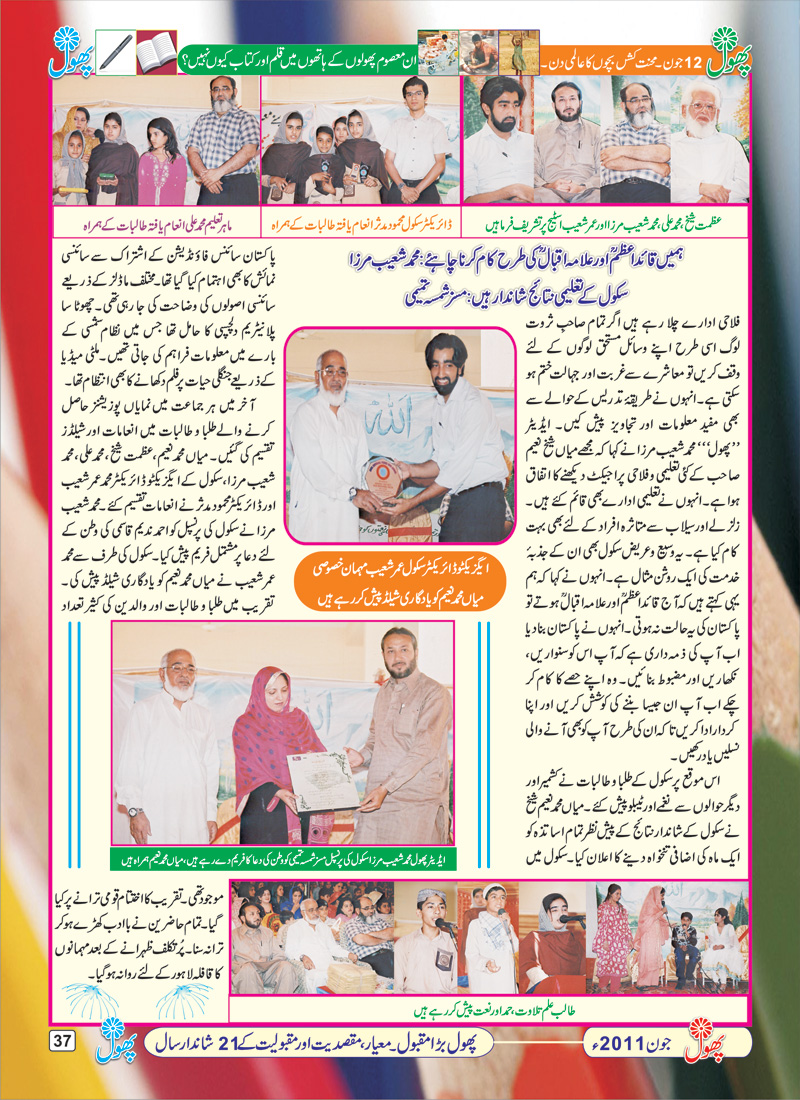 پھول
12 جون۔ محنت کش بچوں کا عالمی دن۔
ان معصوم پھولوں کے ہاتھوں میں قلم اور کتاب کیوں نہیں؟
پھول
عظمت شیخ، محمد علی، محمد شعیب مرزا اور عمر شعیب اسٹیج پر تشریف فرما ہیں
ڈائریکٹر سکول محمود مدثر انعام یافتہ طالبات کے ہمراہ
ماہر تعلیم محمد علی انعام یافتہ طالبات کے ہمراہ
ہمیں قائداعظمؒ اور علامہ اقبالؒ کی طرح کام کرنا چاہئے: محمد شعیب مرزا
سکول کے تعلیمی نتائج شاندار ہیں: مسز شمسہ تمیمی
فلاحی ادارے چلا رہے ہیں اگر تمام صاحب ثروت
لوگ اسی طرح اپنے وسائل مستحق لوگوں کے لئے
وقف کریں تو معاشرے سے غربت اور جہالت ختم ہو
سکتی ہے۔ انہوں نے طریقۂ تدریس کے حوالے سے
بھی مفید معلومات اور تجاویز پیش کیں۔ ایڈیٹر
’’پھول‘‘ محمد شعیب مرزا نے کہا کہ مجھے میاں شیخ نعیم
صاحب کے کئی تعلیمی و فلاحی پراجیکٹ دیکھنے کا اتفاق
ہوا ہے۔ انہوں نے تعلیمی ادارے بھی قائم کئے ہیں۔
زلزلے اور سیلاب سے متاثرہ افراد کے لئے بھی بہت
کام کیا ہے۔ یہ وسیع و عریض سکول بھی ان کے جذبۂ
خدمت کی ایک روشن مثال ہے۔ انہوں نے کہا کہ ہم
یہی کہتے ہیں کہ آج قائداعظمؒ اور علامہ اقبالؒ ہوتے تو
پاکستان کی یہ حالت نہ ہوتی۔ انہوں نے پاکستان بنا دیا
اب آپ کی ذمہ داری ہے کہ آپ اس کو سنواریں،
نکھاریں اور مضبوط بنائیں۔ وہ اپنے حصے کا کام کر
چکے اب آپ ان جیسا بننے کی کوشش کریں اور اپنا
کردار ادا کریں تاکہ ان کی طرح آپ کو بھی آنے والی
نسلیں یاد رکھیں۔
اس موقع پر سکول کے طلبا و طالبات نے کشمیر اور
دیگر حوالوں سے نغمے اور ٹیبلو پیش کئے۔ میاں محمد نعیم شیخ
نے سکول کے شاندار نتائج کے پیش نظر تمام اساتذہ کو
ایک ماہ کی اضافی تنخواہ دینے کا اعلان کیا۔ سکول میں
ایگزیکٹو ڈائریکٹر سکول عمر شعیب مہمان خصوصی
میاں محمد نعیم کو یادگاری شیلڈ پیش کر رہے ہیں
ایڈیٹر پھول محمد شعیب مرزا سکول کی پرنسپل مسز شمسہ تمیمی کو وطن کی دعا کا فریم دے رہے ہیں، میاں محمد نعیم ہمراہ ہیں
پاکستان سائنس فاؤنڈیشن کے اشتراک سے سائنسی
نمائش کا بھی اہتمام کیا گیا تھا۔ مختلف ماڈلز کے ذریعے
سائنسی اصولوں کی وضاحت کی جا رہی تھی۔ چھوٹا سا
پلانیٹریم دلچسپی کا حامل تھا جس میں نظام شمسی کے
بارے میں معلومات فراہم کی جاتی تھیں۔ ملٹی میڈیا
کے ذریعے جنگلی حیات پر فلم دکھانے کا بھی انتظام تھا۔
آخر میں ہر جماعت میں نمایاں پوزیشنز حاصل
کرنے والے طلبا و طالبات میں انعامات اور شیلڈز
تقسیم کی گئیں۔ میاں محمد نعیم، عظمت شیخ، محمد علی، محمد
شعیب مرزا، سکول کے ایگزیکٹو ڈائریکٹر محمد عمر شعیب
اور ڈائریکٹر محمود مدثر نے انعامات تقسیم کئے۔ محمد شعیب
مرزا نے سکول کی پرنسپل کو احمد ندیم قاسمی کی وطن کے
لئے دعا پر مشتمل فریم پیش کیا۔ سکول کی طرف سے محمد
عمر شعیب نے میاں محمد نعیم کو یادگاری شیلڈ پیش کی۔
تقریب میں طلبا و طالبات اور والدین کی کثیر تعداد
موجود تھی۔ تقریب کا اختتام قومی ترانے پر کیا
گیا۔ تمام حاضرین نے باادب کھڑے ہو کر
ترانہ سنا۔ پُرتکلف ظہرانے کے بعد مہمانوں
کا قافلہ لاہور کے لئے روانہ ہو گیا۔
طالب علم تلاوت، حمد اور نعت پیش کر رہے ہیں
پھول
جون 2011ء
پھول بڑا مقبول۔ معیار، مقصدیت اور مقبولیت کے 21 شاندار سال
پھول
37